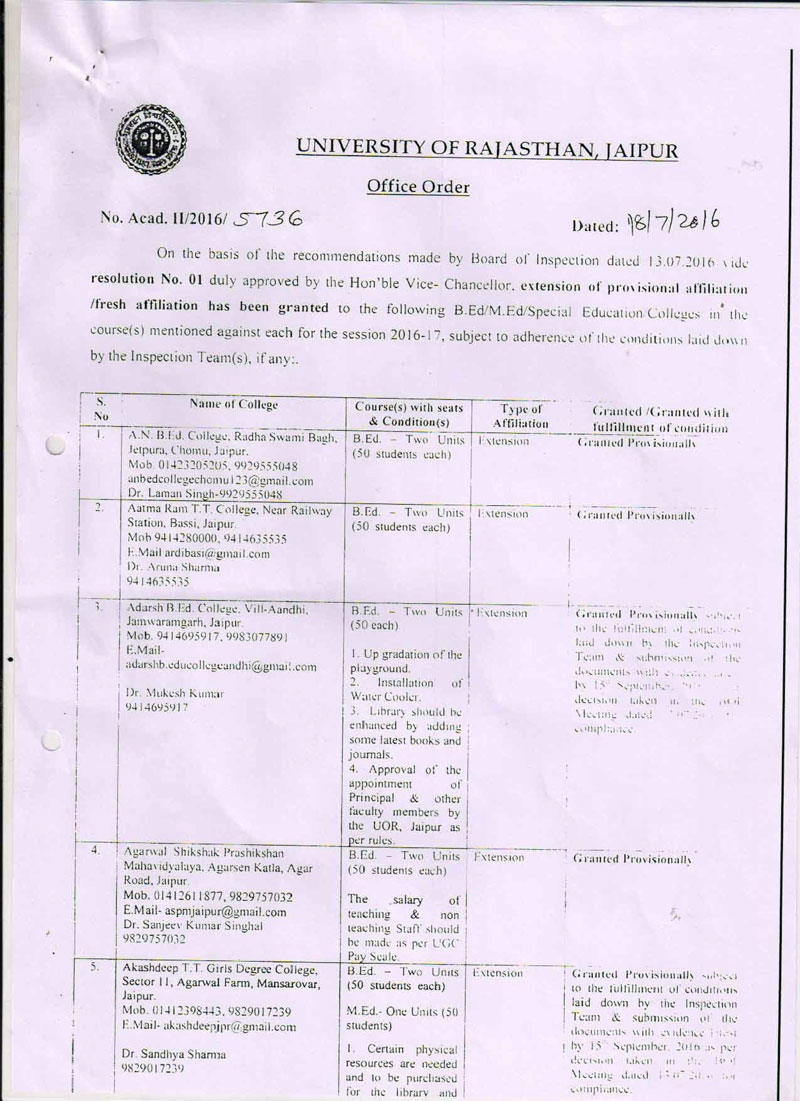 UNIVERSITY OF RAJASTHAN, JAIPUR
Office Order
No. Acad. II/2016/ 5736
Dated: 18/7/2016
On the basis of the recommendations made by Board of Inspection dated 13.07.2016 vide
resolution No. 01 duly approved by the Hon'ble Vice- Chancellor, extension of provisional affiliation
/fresh affiliation has been granted to the following B.Ed/M.Ed/Special Education Colleges in the
course(s) mentioned against each for the session 2016-17, subject to adherence of the conditions laid down
by the Inspection Team(s), if any:.
S. No
Name of College
Course(s) with seats
& Condition(s)
Type of
Affiliation
Granted /Granted with
fulfillment of condition
1.
A.N. B.Ed. College, Radha Swami Bagh,
Jetpura, Chomu, Jaipur.
Mob. 01423205205, 9929555048
anbedcollegechomu123@gmail.com
Dr. Laman Singh-9929555048
B.Ed. – Two Units
(50 students each)
Extension
Granted Provisionally
2.
Aatma Ram T.T. College, Near Railway
Station, Bassi, Jaipur.
Mob 9414280000, 9414635535
E.Mail ardibasi@gmail.com
Dr. Aruna Sharma
9414635535
B.Ed. – Two Units
(50 students each)
Extension
Granted Provisionally
3.
Adarsh B.Ed. College, Vill-Aandhi,
Jamwaramgarh, Jaipur.
Mob. 9414695917, 9983077891
E.Mail-
adarshb.educollegeandhi@gmail.com
Dr. Mukesh Kumar
9414695917
B.Ed. – Two Units
(50 each)
1. Up gradation of the
playground.
2. Installation of
Water Cooler.
3. Library should be
enhanced by adding
some latest books and
journals.
4. Approval of the
appointment of
Principal & other
faculty members by
the UOR, Jaipur as
per rules.
Extension
Granted Provisionally subject
to the fulfillment of conditions
laid down by the Inspection
Team & submission of the
documents with
by 15th September,
decision taken in the
Meeting dated
compliance.
4.
Agarwal Shikshak Prashikshan
Mahavidyalaya, Agarsen Katla, Agar
Road, Jaipur.
Mob. 01412611877, 9829757032
E.Mail- aspmjaipur@gmail.com
Dr. Sanjeev Kumar Singhal
9829757032
B.Ed. – Two Units
(50 students each)
The salary of
teaching & non
teaching Staff should
be made as per UGC
Pay Scale.
Extension
Granted Provisionally
5.
Akashdeep T.T. Girls Degree College,
Sector 11, Agarwal Farm, Mansarovar,
Jaipur.
Mob. 01412398443, 9829017239
E.Mail- akashdeepjpr@gmail.com
Dr. Sandhya Sharma
9829017239
B.Ed. – Two Units
(50 students each)
M.Ed.- One Units (50
students)
1. Certain physical
resources are needed
and to be purchased
for the library and
Extension
Granted Provisionally subject
to the fulfillment of conditions
laid down by the Inspection
Team & submission of the
documents with evidence latest
by 15th September, 2016 as per
decision taken in the
Meeting dated 13.07.2016 for
compliance.